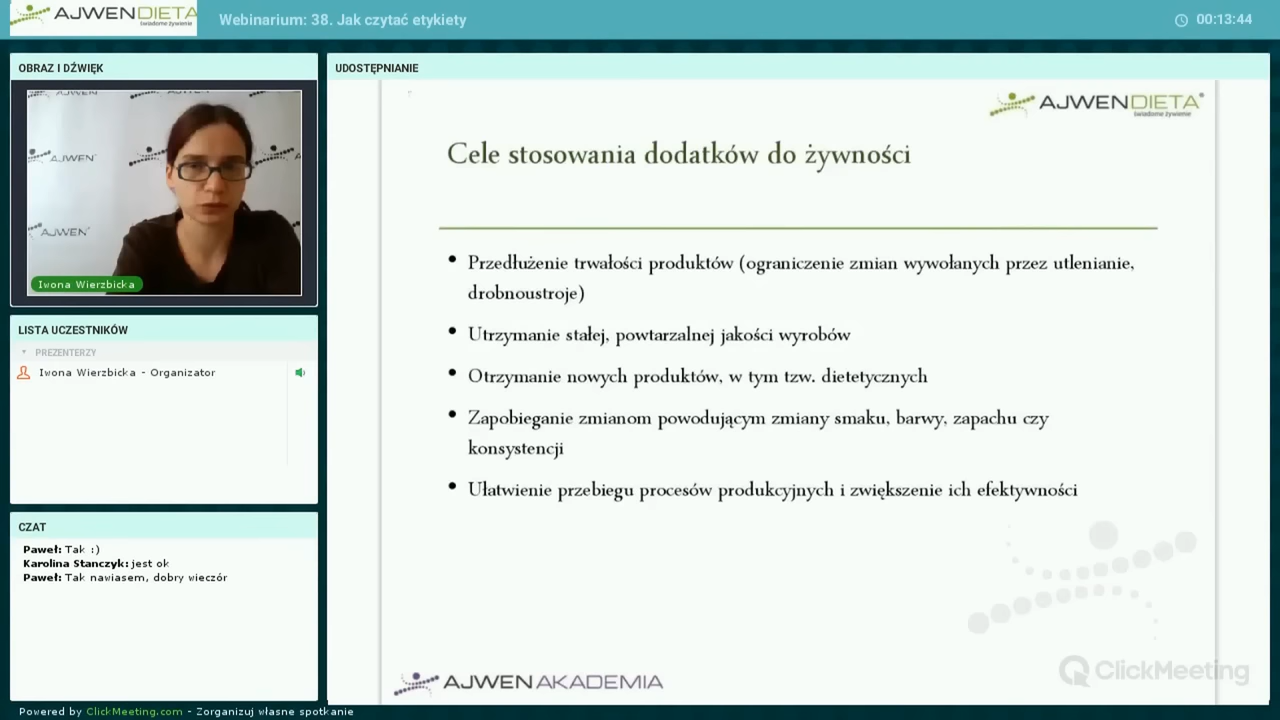 AJWENDIETA
świadome żywienie
Webinarium: 38. Jak czytać etykiety
00:13:44
OBRAZ I DŹWIĘK
AJWEN
AJWEN
AJWEN
Iwona Wierzbicka
LISTA UCZESTNIKÓW
PREZENTERZY
Iwona Wierzbicka - Organizator
CZAT
Paweł: Tak :)
Karolina Stanczyk: jest ok
Paweł: Tak nawiasem, dobry wieczór
UDOSTĘPNIANIE
AJWENDIETA®
świadome żywienie
Cele stosowania dodatków do żywności
• Przedłużenie trwałości produktów (ograniczenie zmian wywołanych przez utlenianie,
drobnoustroje)
• Utrzymanie stałej, powtarzalnej jakości wyrobów
• Otrzymanie nowych produktów, w tym tzw. dietetycznych
• Zapobieganie zmianom powodującym zmiany smaku, barwy, zapachu czy
konsystencji
• Ułatwienie przebiegu procesów produkcyjnych i zwiększenie ich efektywności
AJWEN AKADEMIA
ClickMeeting
Powered by ClickMeeting.com - Zorganizuj własne spotkanie